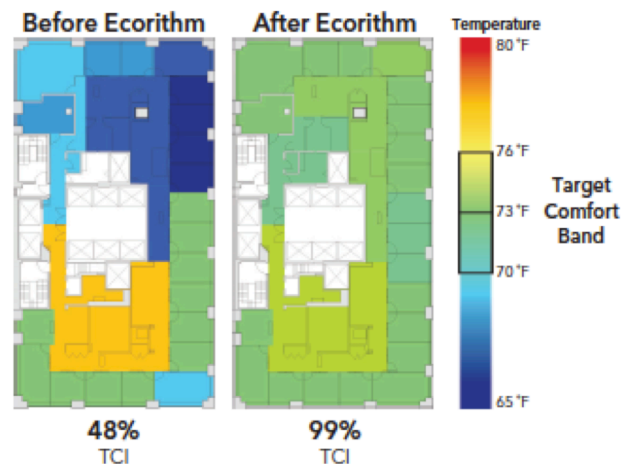 Before Ecorithm
After Ecorithm
Temperature
80 °F
76 °F
73 °F
70 °F
65 °F
Target
Comfort
Band
48%
TCI
99%
TCI